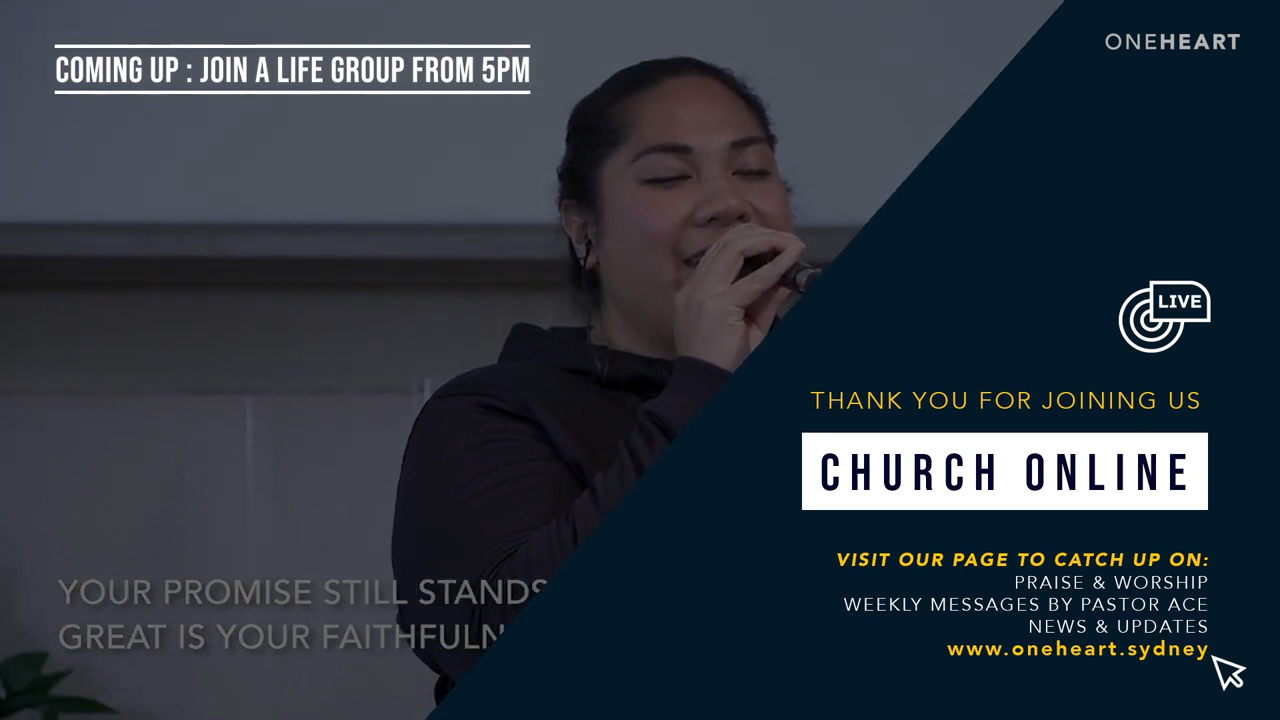 COMING UP : JOIN A LIFE GROUP FROM 5PM
ONEHEART
LIVE
THANK YOU FOR JOINING US
CHURCH ONLINE
VISIT OUR PAGE TO CATCH UP ON:
PRAISE & WORSHIP
WEEKLY MESSAGES BY PASTOR ACE
NEWS & UPDATES
www.oneheart.sydney
YOUR PROMISE STILL STANDS
GREAT IS YOUR FAITHFULN